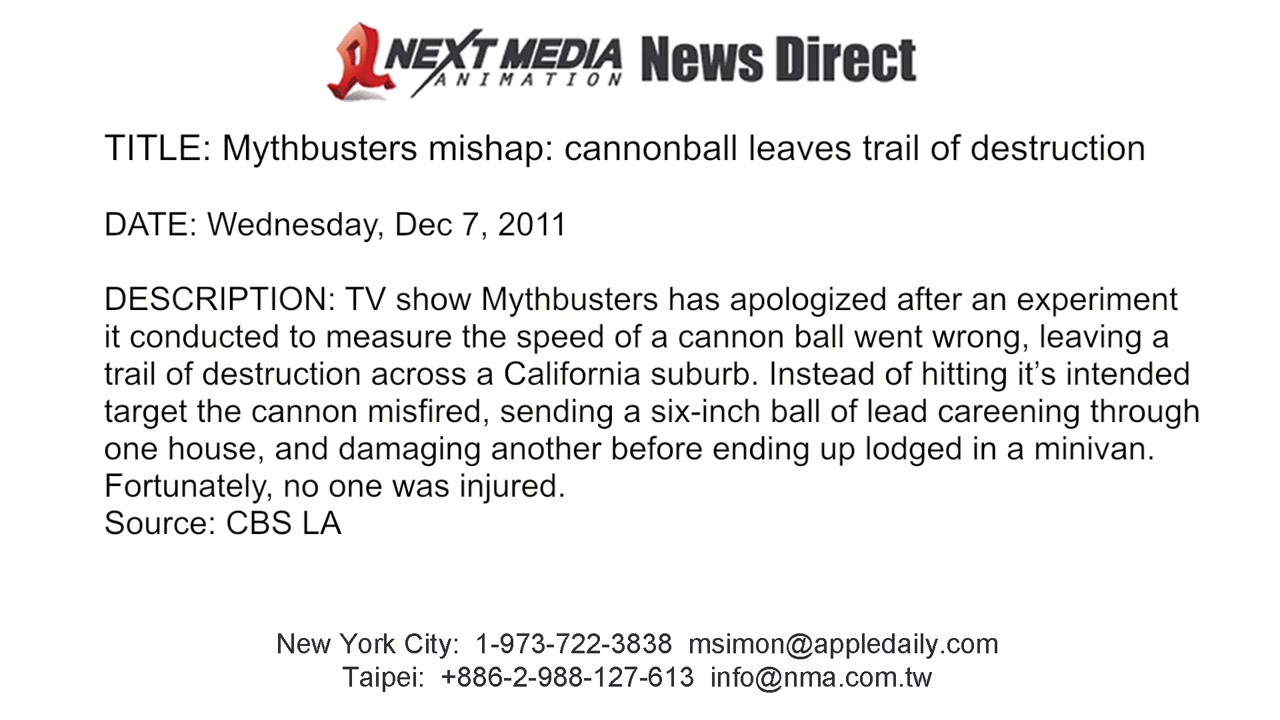 NEXT MEDIA News Direct
ANIMATION
TITLE: Mythbusters mishap: cannonball leaves trail of destruction
DATE: Wednesday, Dec 7, 2011
DESCRIPTION: TV show Mythbusters has apologized after an experiment
it conducted to measure the speed of a cannon ball went wrong, leaving a
trail of destruction across a California suburb. Instead of hitting it’s intended
target the cannon misfired, sending a six-inch ball of lead careening through
one house, and damaging another before ending up lodged in a minivan.
Fortunately, no one was injured.
Source: CBS LA
New York City: 1-973-722-3838 msimon@appledaily.com
Taipei: +886-2-988-127-613 info@nma.com.tw